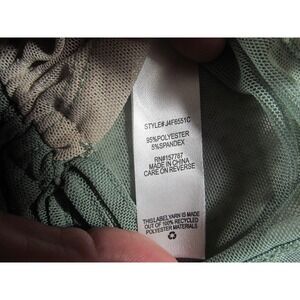 STYLE# J4F6551C
95%POLYESTER
5%SPANDEX
RN#157787
MADE IN CHINA
CARE ON REVERSE
THIS LABEL YARN IS MADE
OUT OF 100% RECYCLED
POLYESTER MATERIALS